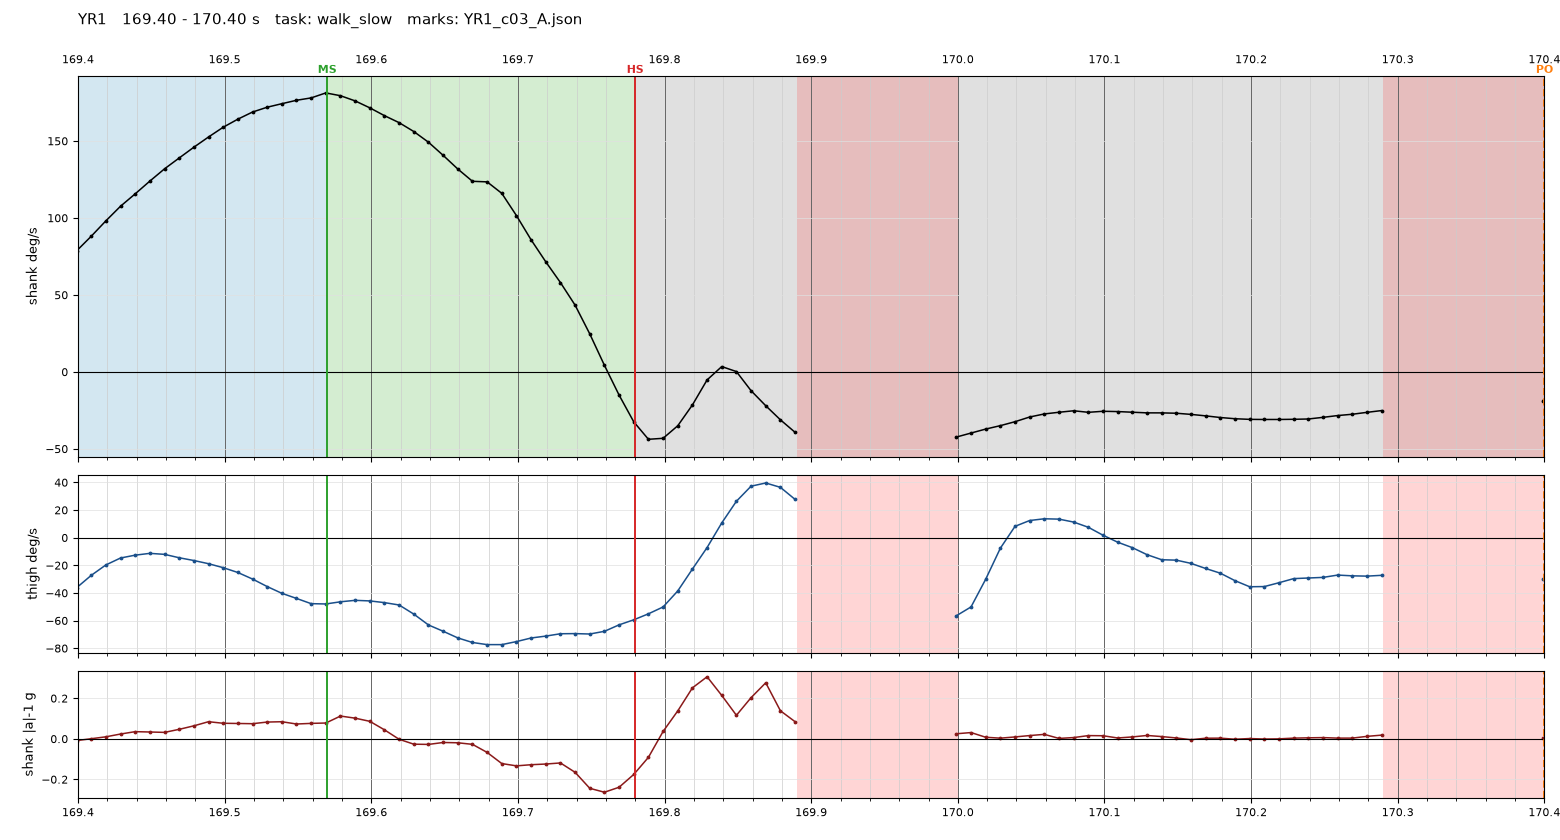 YR1   169.40 - 170.40 s   task: walk_slow   marks: YR1_c03_A.json
169.4 169.5 169.6 169.7 169.8 169.9 170.0 170.1 170.2 170.3 170.4
MS HS PO
shank deg/s
150
100
50
0
−50
thigh deg/s
40
20
0
−20
−40
−60
−80
shank |a|-1 g
0.2
0.0
−0.2
169.4 169.5 169.6 169.7 169.8 169.9 170.0 170.1 170.2 170.3 170.4